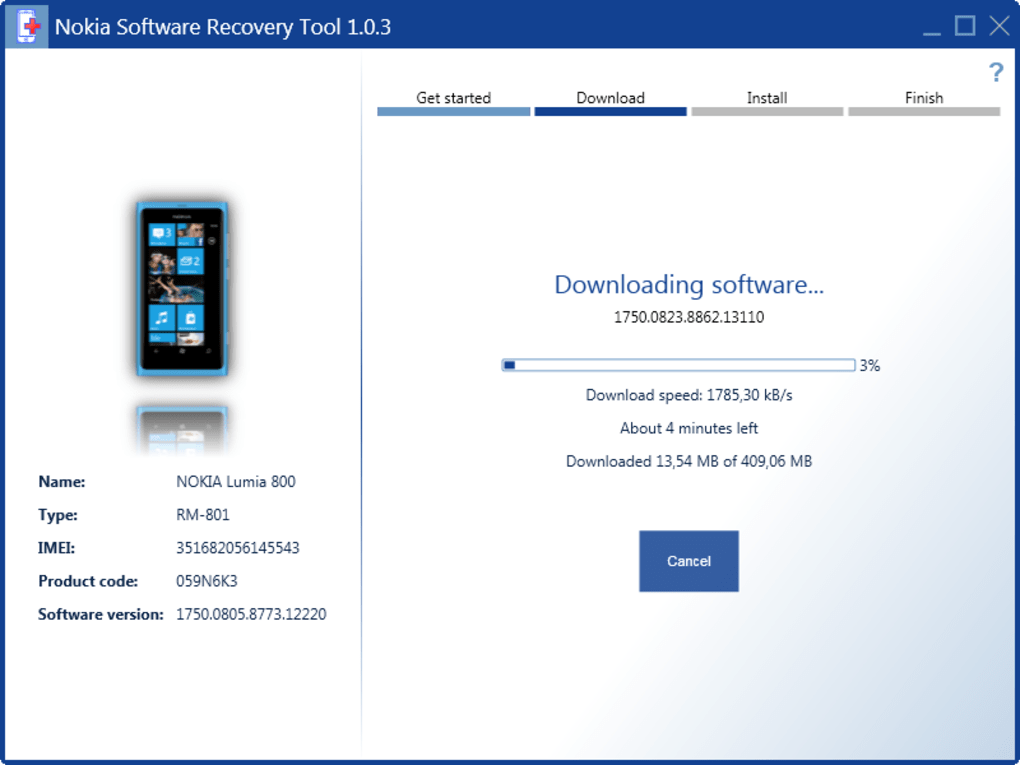 Nokia Software Recovery Tool 1.0.3
?
Get started Download Install Finish
Downloading software...
1750.0823.8862.13110
3%
Download speed: 1785,30 kB/s
About 4 minutes left
Downloaded 13,54 MB of 409,06 MB
Cancel
Name: NOKIA Lumia 800
Type: RM-801
IMEI: 351682056145543
Product code: 059N6K3
Software version: 1750.0805.8773.12220